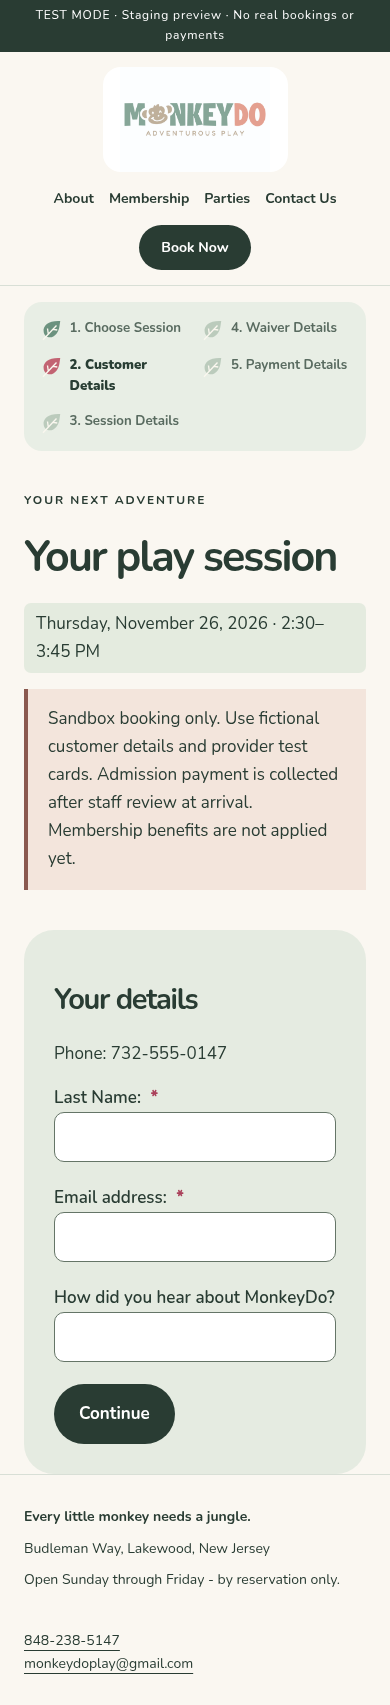 TEST MODE · Staging preview · No real bookings or
payments
MONKEYDO
ADVENTUROUS PLAY
About Membership Parties Contact Us
Book Now
1. Choose Session
2. Customer
Details
3. Session Details
4. Waiver Details
5. Payment Details
YOUR NEXT ADVENTURE
Your play session
Thursday, November 26, 2026 · 2:30–
3:45 PM
Sandbox booking only. Use fictional
customer details and provider test
cards. Admission payment is collected
after staff review at arrival.
Membership benefits are not applied
yet.
Your details
Phone: 732-555-0147
Last Name: *
Email address: *
How did you hear about MonkeyDo?
Continue
Every little monkey needs a jungle.
Budleman Way, Lakewood, New Jersey
Open Sunday through Friday - by reservation only.
848-238-5147
monkeydoplay@gmail.com